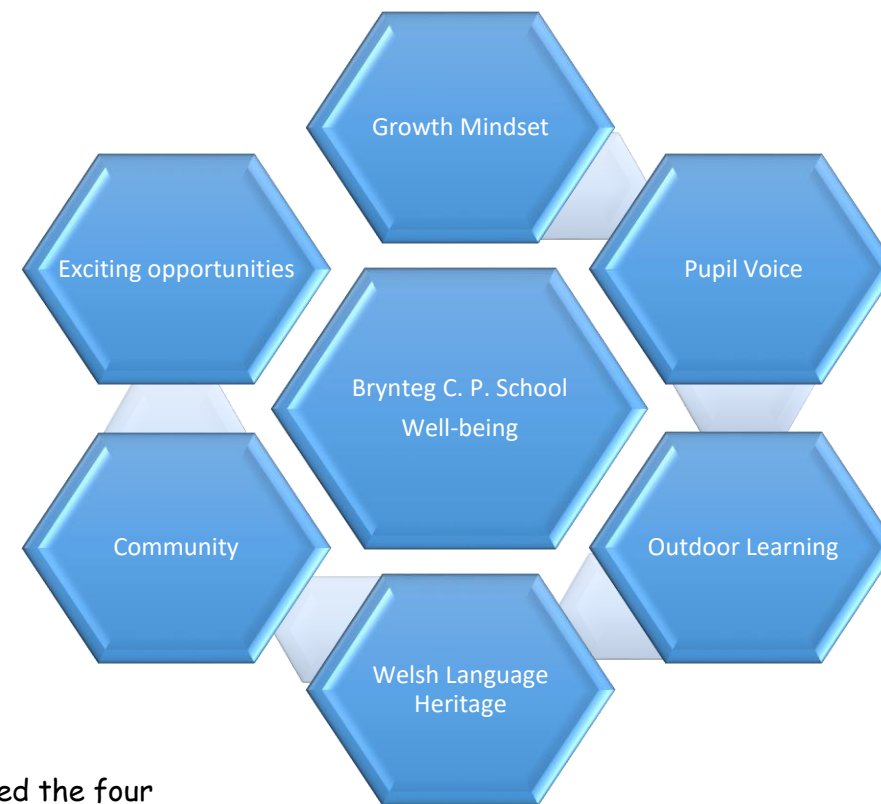 Growth Mindset
Exciting opportunities
Pupil Voice
Brynteg C. P. School
Well-being
Community
Outdoor Learning
Welsh Language
Heritage
ed the four